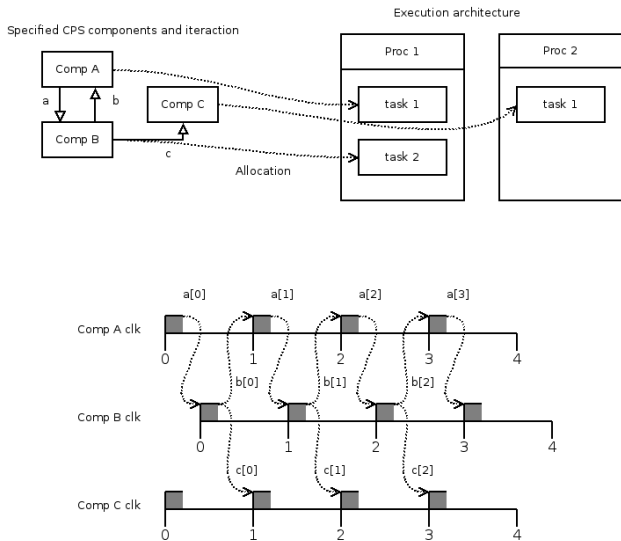 Execution architecture
Specified CPS components and iteraction
Proc 1
Proc 2
Comp A
a
b
Comp C
task 1
task 1
Comp B
c
task 2
Allocation
a[0]
a[1]
a[2]
a[3]
Comp A clk
0
1
2
3
4
b[0]
b[1]
b[2]
Comp B clk
0
1
2
3
4
c[0]
c[1]
c[2]
Comp C clk
0
1
2
3
4